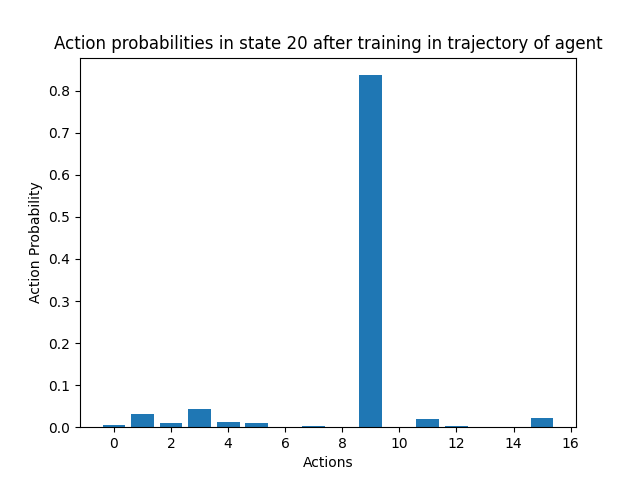 Action probabilities in state 20 after training in trajectory of agent
0.8
0.7
0.6
0.5
0.4
0.3
0.2
0.1
0.0
Action Probability
0 2 4 6 8 10 12 14 16
Actions